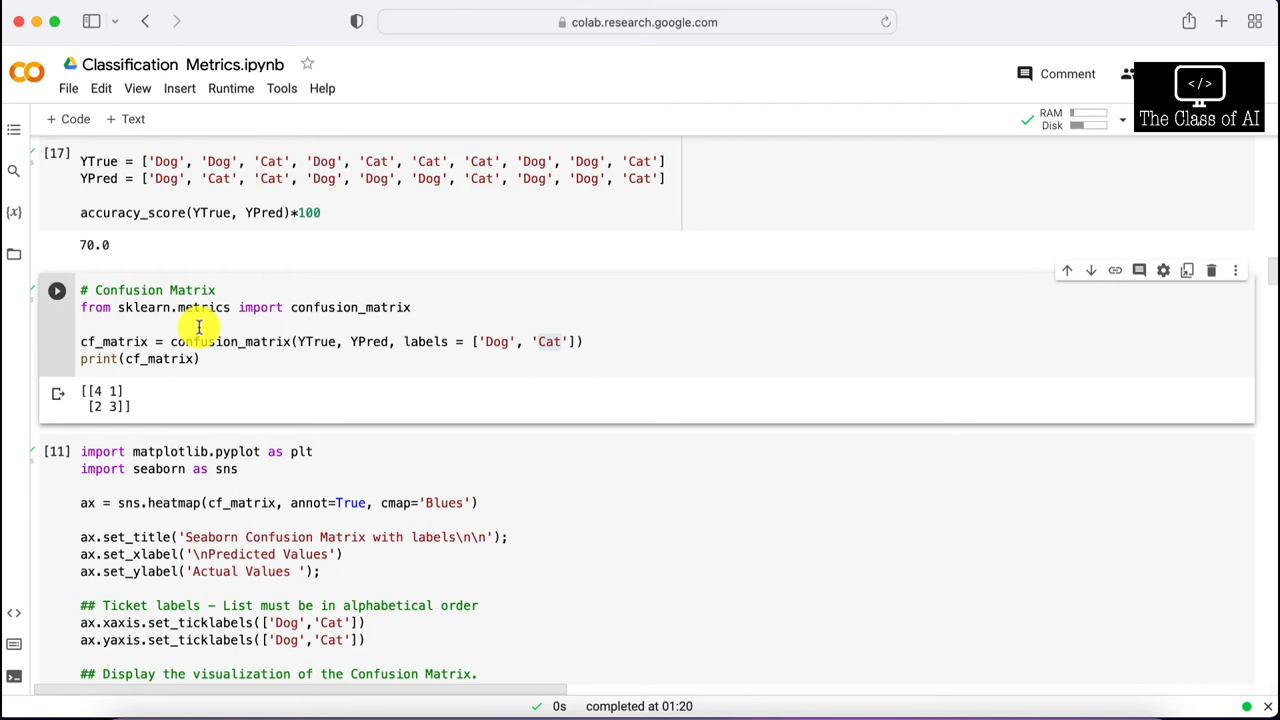 colab.research.google.com
Classification Metrics.ipynb
File Edit View Insert Runtime Tools Help
Comment
</>
The Class of AI
+ Code + Text
RAM
Disk
[17]
YTrue = ['Dog', 'Dog', 'Cat', 'Dog', 'Cat', 'Cat', 'Cat', 'Dog', 'Dog', 'Cat']
YPred = ['Dog', 'Cat', 'Cat', 'Dog', 'Dog', 'Dog', 'Cat', 'Dog', 'Dog', 'Cat']
accuracy_score(YTrue, YPred)*100
70.0
# Confusion Matrix
from sklearn.metrics import confusion_matrix
cf_matrix = confusion_matrix(YTrue, YPred, labels = ['Dog', 'Cat'])
print(cf_matrix)
[[4 1]
[2 3]]
[11] import matplotlib.pyplot as plt
import seaborn as sns
ax = sns.heatmap(cf_matrix, annot=True, cmap='Blues')
ax.set_title('Seaborn Confusion Matrix with labels\n\n');
ax.set_xlabel('\nPredicted Values')
ax.set_ylabel('Actual Values ');
## Ticket labels - List must be in alphabetical order
ax.xaxis.set_ticklabels(['Dog','Cat'])
ax.yaxis.set_ticklabels(['Dog','Cat'])
## Display the visualization of the Confusion Matrix.
0s completed at 01:20